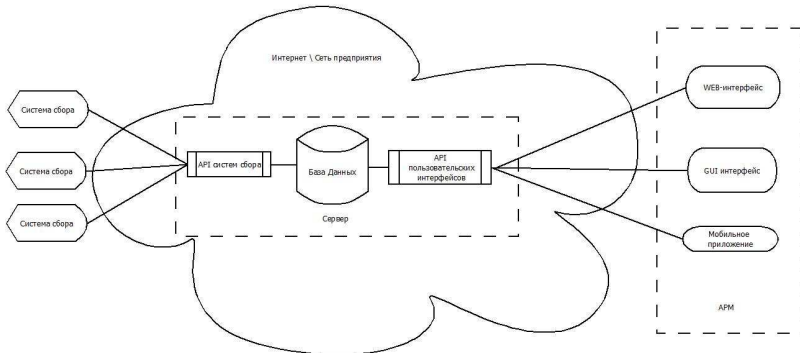 Интернет \ Сеть предприятия
Система сбора
Система сбора
Система сбора
API систем сбора
База Данных
API
пользовательских
интерфейсов
Сервер
WEB-интерфейс
GUI интерфейс
Мобильное
приложение
АРМ